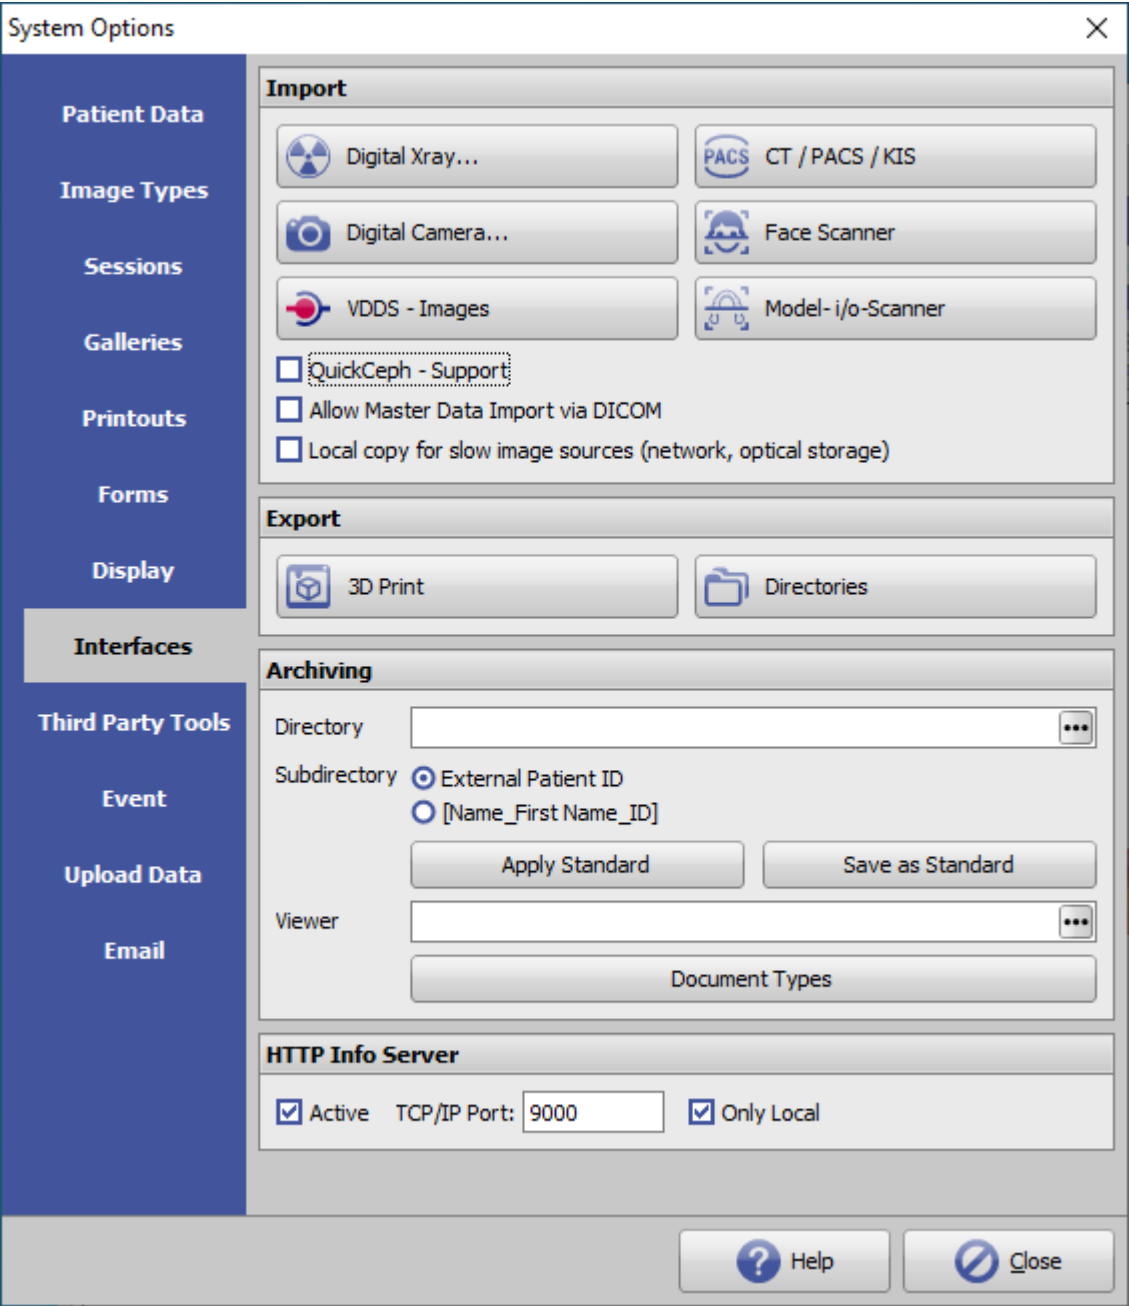 System Options
Patient Data
Image Types
Sessions
Galleries
Printouts
Forms
Display
Interfaces
Third Party Tools
Event
Upload Data
Email
Import
Digital Xray...
PACS CT / PACS / KIS
Digital Camera...
Face Scanner
VDDS - Images
Model- i/o-Scanner
QuickCeph - Support
Allow Master Data Import via DICOM
Local copy for slow image sources (network, optical storage)
Export
3D Print
Directories
Archiving
Directory
Subdirectory
External Patient ID
[Name_First Name_ID]
Apply Standard
Save as Standard
Viewer
Document Types
HTTP Info Server
Active TCP/IP Port: 9000 Only Local
? Help
Close